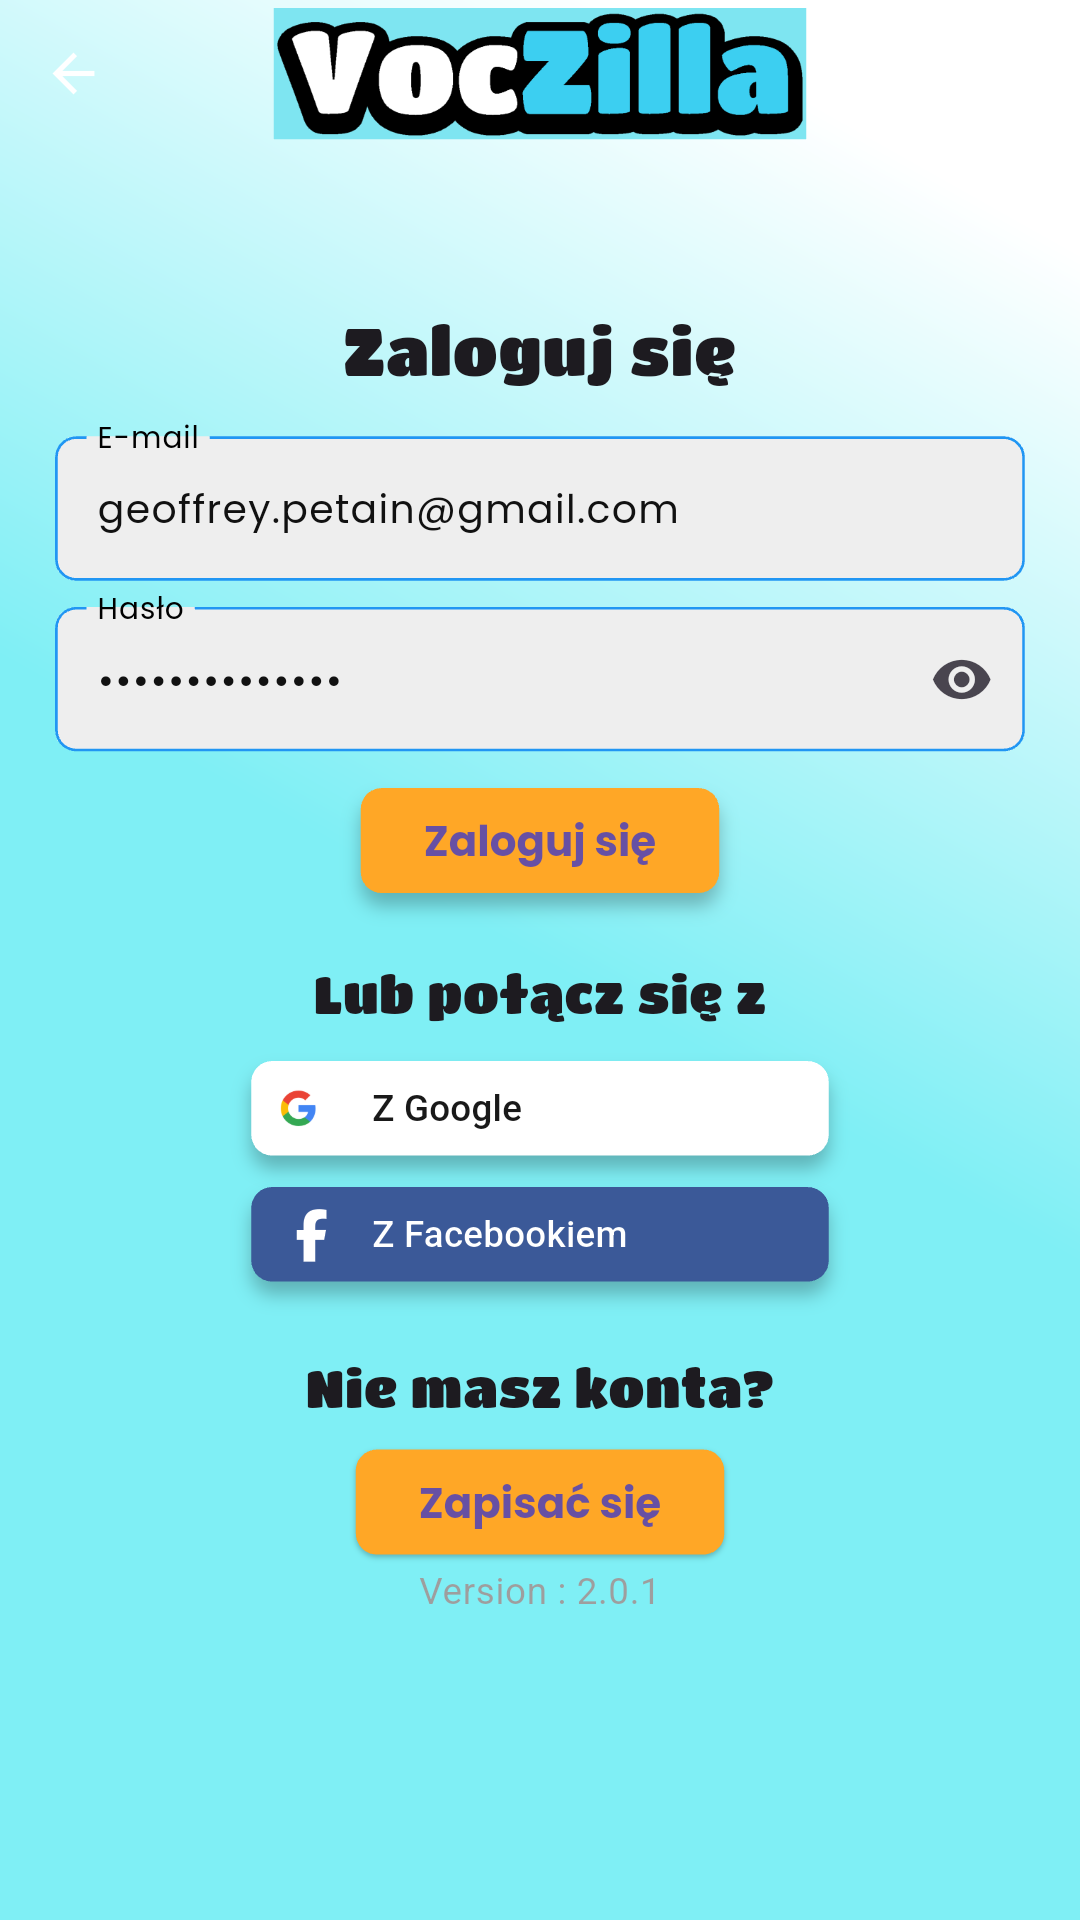 VocZilla
Zaloguj się
E-mail
geoffrey.petain@gmail.com
Hasło
••••••••••••••
Zaloguj się
Lub połącz się z
Z Google
Z Facebookiem
Nie masz konta?
Zapisać się
Version : 2.0.1